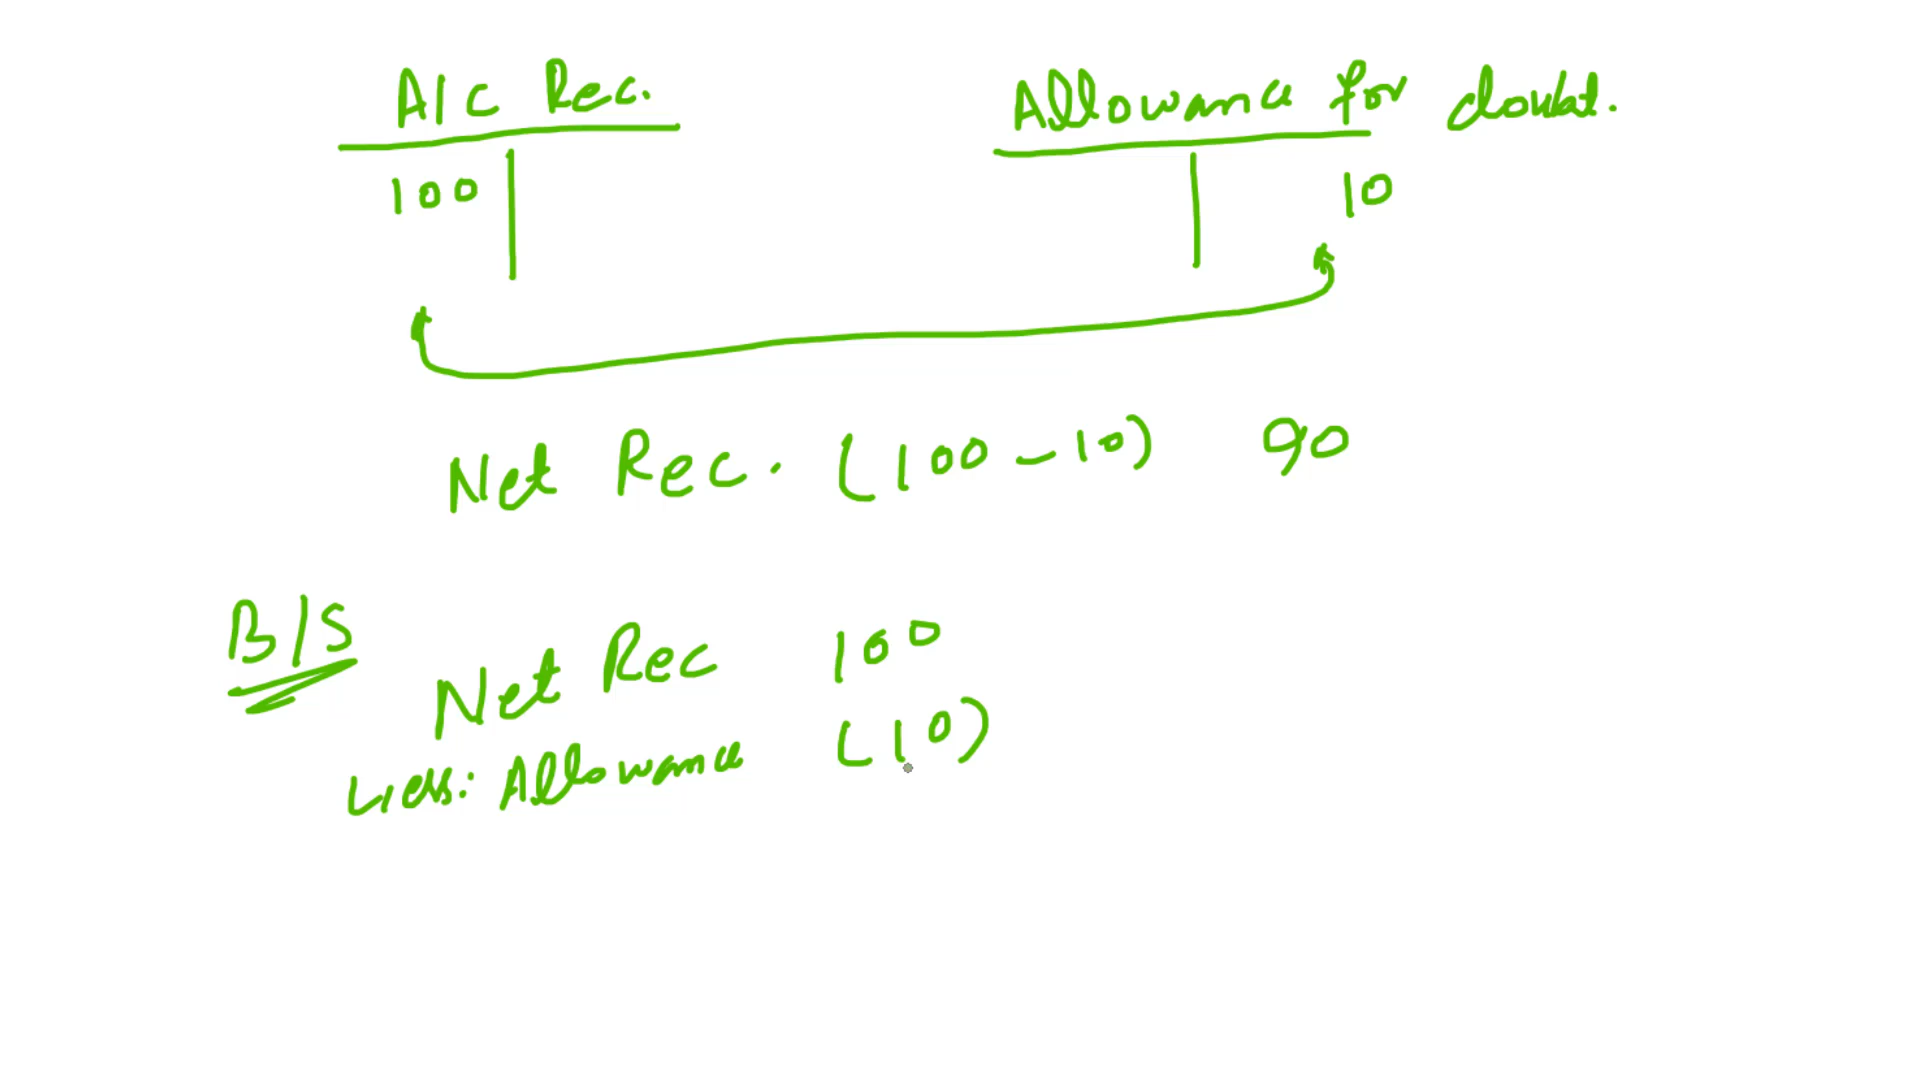 A/C Rec.
Allowance for doubt.
100
10
Net Rec. (100-10) 90
B/S
Net Rec 100
Less: Allowance (10)